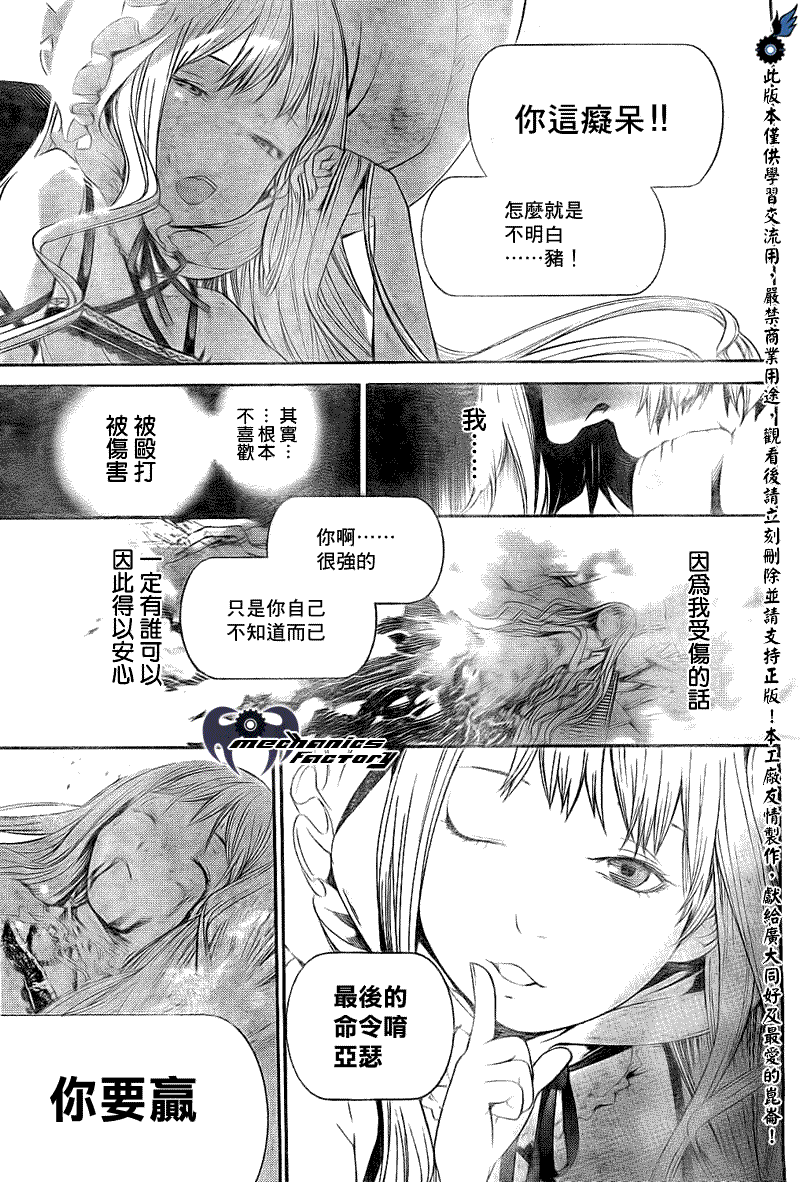 你這癡呆!!
怎麼就是
不明白
……豬！
我……
其實…
…根本
不喜歡
被毆打
被傷害
因為我受傷的話
你啊……
很強的
只是你自己
不知道而已
一定有誰可以
因此得以安心
mechanics
Factory
最後的
命令唷
亞瑟
你要贏
此版本僅供學習交流用，嚴禁商業用途，觀看後請立刻刪除並請支持正版！本工廠友情製作，獻給廣大同好及最愛的崑崙！